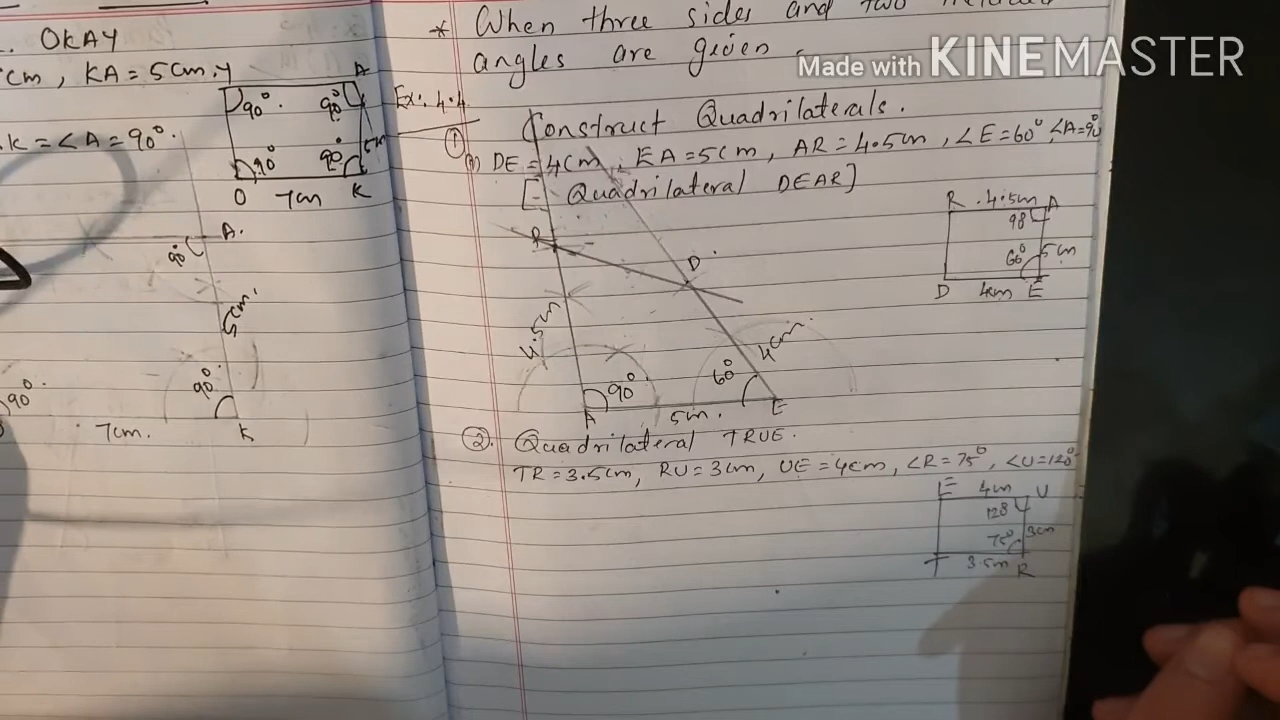 OKAY
cm, KA = 5cm, Y
K = ∠A = 90°.
90°. 90°
90° 90° 5cm
O 7cm K
A.
90°
5cm.
90°
90°.
7cm. K
* When three sides and two
angles are given.
Made with KINEMASTER
Ex: 4.4
Construct Quadrilaterals.
① a) DE = 4cm, EA = 5cm, AR = 4.5cm, ∠E = 60° ∠A = 90°
[- Quadrilateral DEAR]
R 4.5cm A
90
60° 5cm
D 4cm E
R
D
4.5cm
4cm.
90° 60°
A 5cm. E
②. Quadrilateral TRUE.
TR = 3.5cm, RU = 3cm, UE = 4cm, ∠R = 75°, ∠U = 120°
E 4cm U
120
75° 3cm
T 3.5cm R